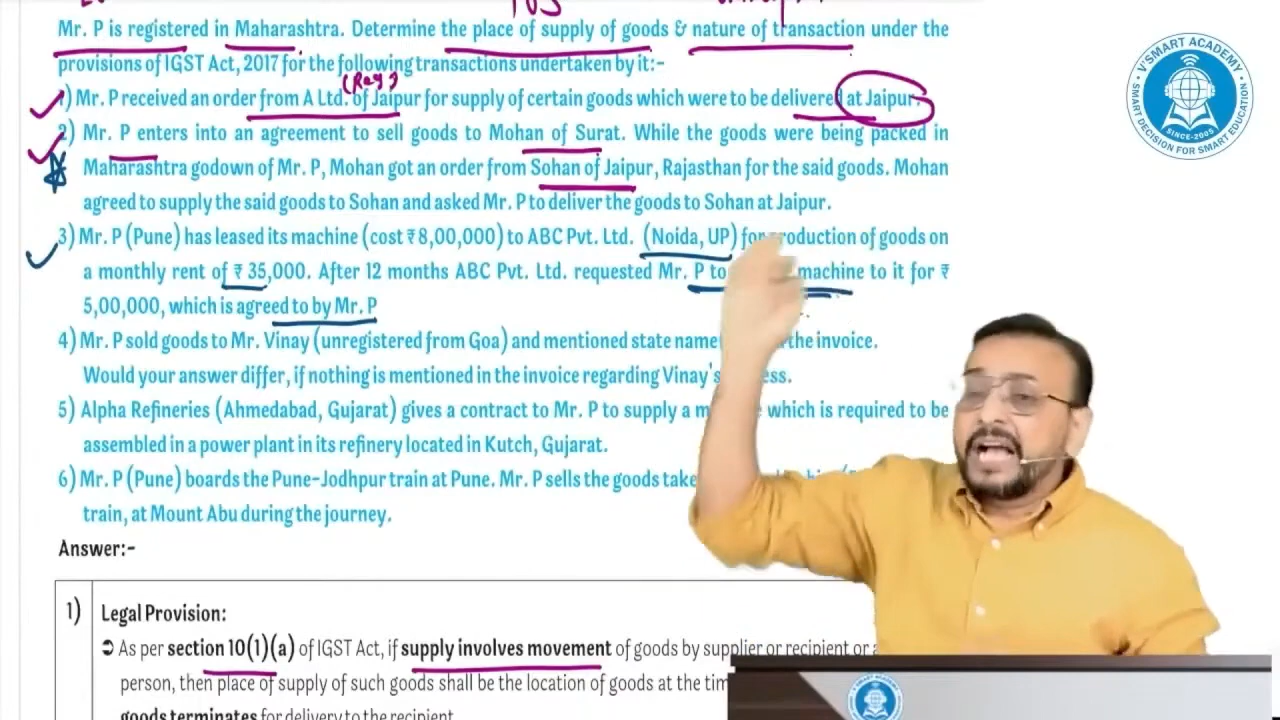 Mr. P is registered in Maharashtra. Determine the place of supply of goods & nature of transaction under the
provisions of IGST Act, 2017 for the following transactions undertaken by it:-
(Reg)
1) Mr. P received an order from A Ltd. of Jaipur for supply of certain goods which were to be delivered at Jaipur.
2) Mr. P enters into an agreement to sell goods to Mohan of Surat. While the goods were being packed in
Maharashtra godown of Mr. P, Mohan got an order from Sohan of Jaipur, Rajasthan for the said goods. Mohan
agreed to supply the said goods to Sohan and asked Mr. P to deliver the goods to Sohan at Jaipur.
3) Mr. P (Pune) has leased its machine (cost ₹8,00,000) to ABC Pvt. Ltd. (Noida, UP) for production of goods on
a monthly rent of ₹ 35,000. After 12 months ABC Pvt. Ltd. requested Mr. P to machine to it for ₹
5,00,000, which is agreed to by Mr. P
4) Mr. P sold goods to Mr. Vinay (unregistered from Goa) and mentioned state name the invoice.
Would your answer differ, if nothing is mentioned in the invoice regarding Vinay's
5) Alpha Refineries (Ahmedabad, Gujarat) gives a contract to Mr. P to supply a which is required to be
assembled in a power plant in its refinery located in Kutch, Gujarat.
6) Mr. P (Pune) boards the Pune-Jodhpur train at Pune. Mr. P sells the goods
train, at Mount Abu during the journey.
Answer:-
1) Legal Provision:
➲ As per section 10(1)(a) of IGST Act, if supply involves movement of goods by supplier or recipient or
person, then place of supply of such goods shall be the location of goods at the
goods terminates for delivery to the recipient
V'SMART ACADEMY
SINCE-2005
SMART DECISION FOR SMART EDUCATION